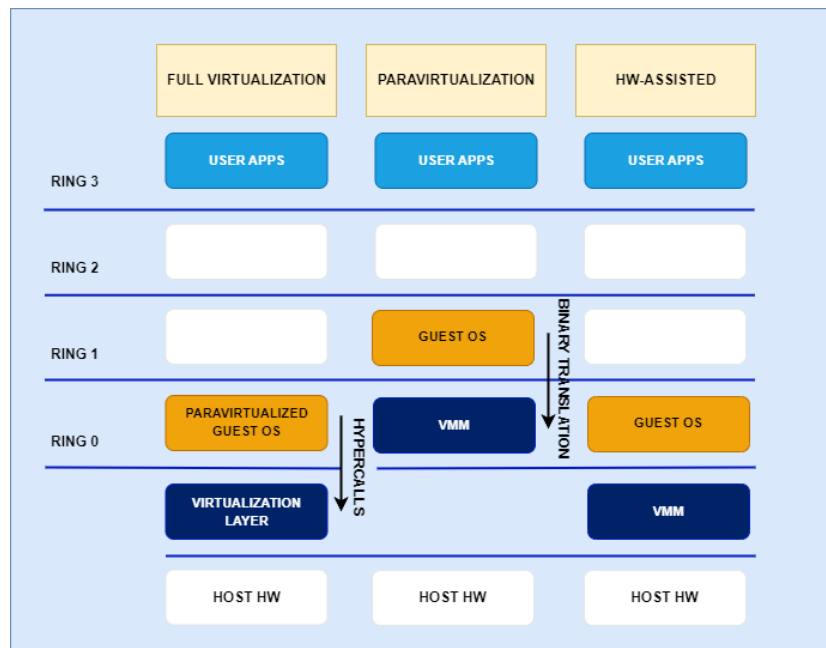 FULL VIRTUALIZATION
PARAVIRTUALIZATION
HW-ASSISTED
USER APPS
USER APPS
USER APPS
RING 3
RING 2
RING 1
GUEST OS
BINARY TRANSLATION
RING 0
PARAVIRTUALIZED
GUEST OS
HYPERCALLS
VMM
GUEST OS
VIRTUALIZATION
LAYER
VMM
HOST HW
HOST HW
HOST HW